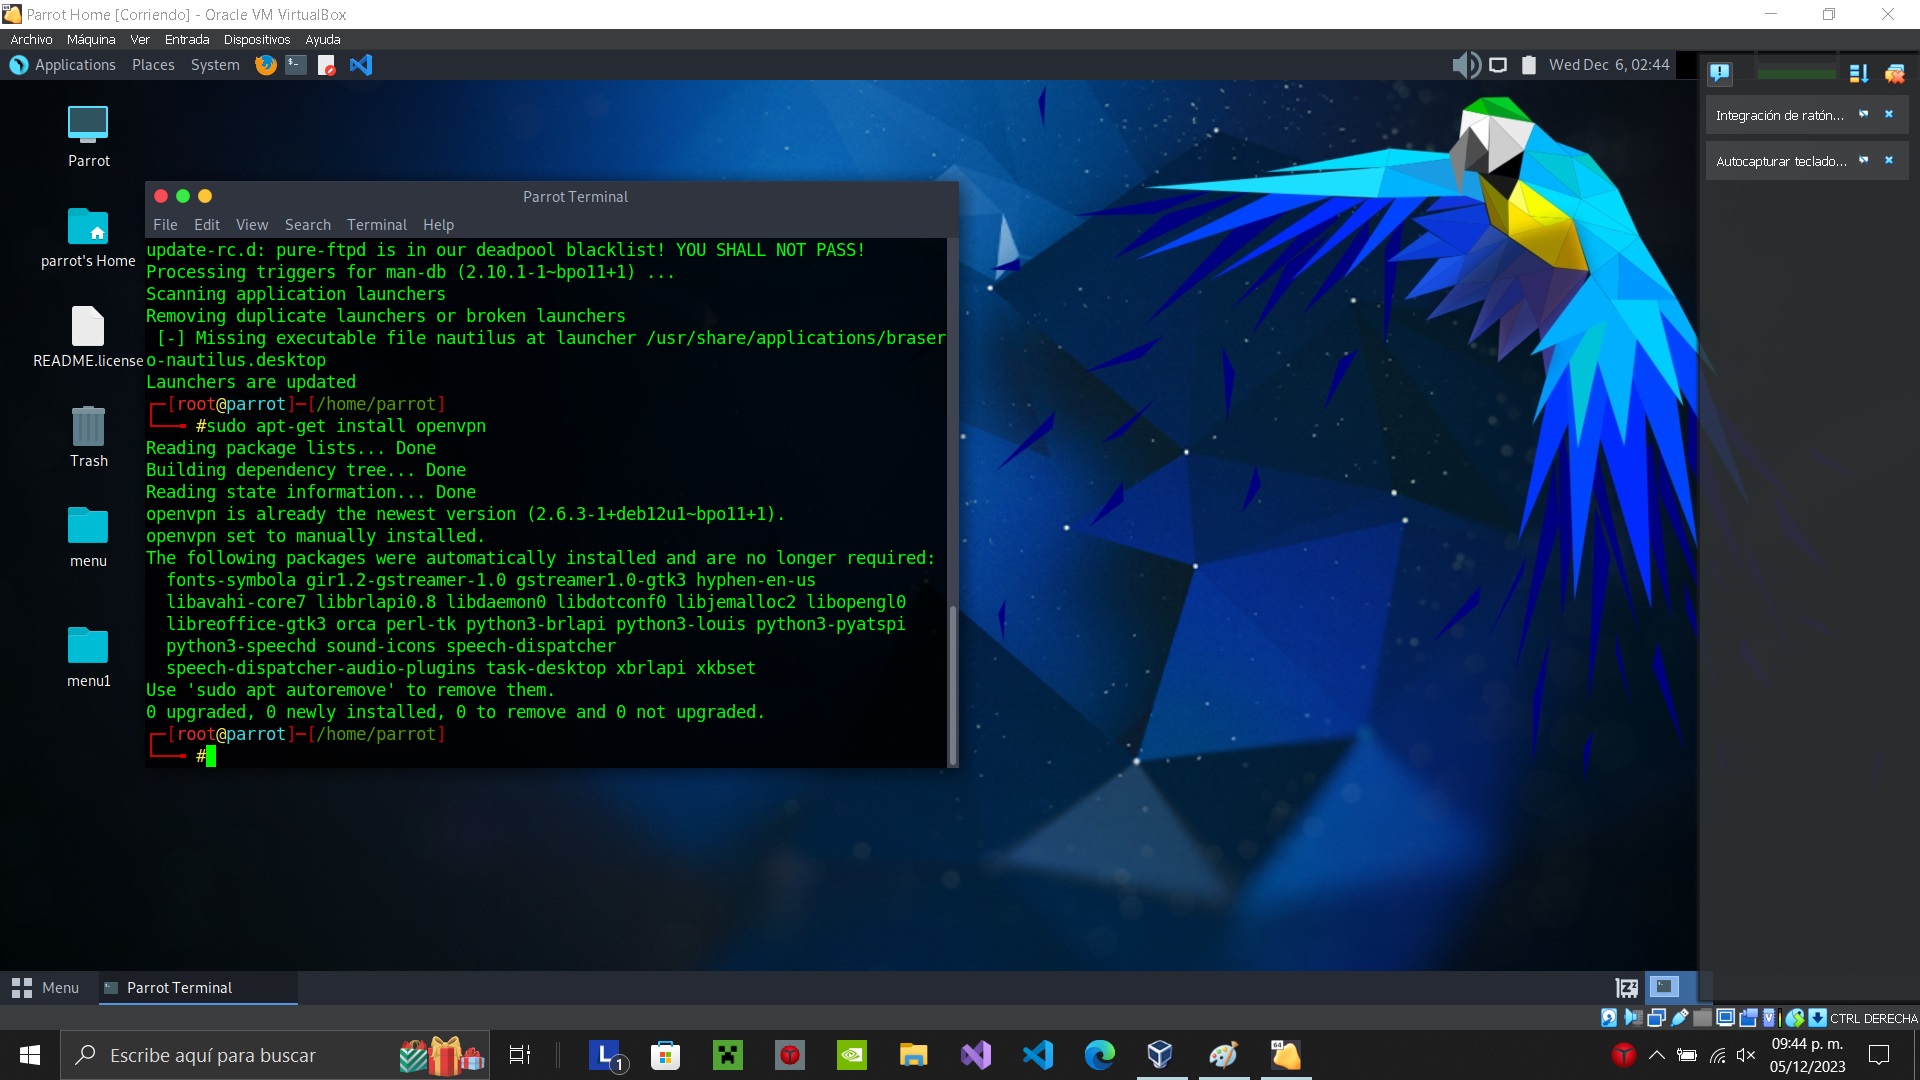 Parrot Home [Corriendo] - Oracle VM VirtualBox
Archivo Máquina Ver Entrada Dispositivos Ayuda
Applications Places System
Wed Dec 6, 02:44
Integración de ratón...
Autocapturar teclado...
Parrot
parrot's Home
README.license
Trash
menu
menu1
Parrot Terminal
File Edit View Search Terminal Help
update-rc.d: pure-ftpd is in our deadpool blacklist! YOU SHALL NOT PASS!
Processing triggers for man-db (2.10.1-1~bpo11+1) ...
Scanning application launchers
Removing duplicate launchers or broken launchers
[-] Missing executable file nautilus at launcher /usr/share/applications/braser
o-nautilus.desktop
Launchers are updated
┌─[root@parrot]─[/home/parrot]
└──╼ #sudo apt-get install openvpn
Reading package lists... Done
Building dependency tree... Done
Reading state information... Done
openvpn is already the newest version (2.6.3-1+deb12u1~bpo11+1).
openvpn set to manually installed.
The following packages were automatically installed and are no longer required:
fonts-symbola gir1.2-gstreamer-1.0 gstreamer1.0-gtk3 hyphen-en-us
libavahi-core7 libbrlapi0.8 libdaemon0 libdotconf0 libjemalloc2 libopengl0
libreoffice-gtk3 orca perl-tk python3-brlapi python3-louis python3-pyatspi
python3-speechd sound-icons speech-dispatcher
speech-dispatcher-audio-plugins task-desktop xbrlapi xkbset
Use 'sudo apt autoremove' to remove them.
0 upgraded, 0 newly installed, 0 to remove and 0 not upgraded.
┌─[root@parrot]─[/home/parrot]
└──╼ #
Menu
Parrot Terminal
CTRL DERECHA
Escribe aquí para buscar
L 1
09:44 p. m.
05/12/2023